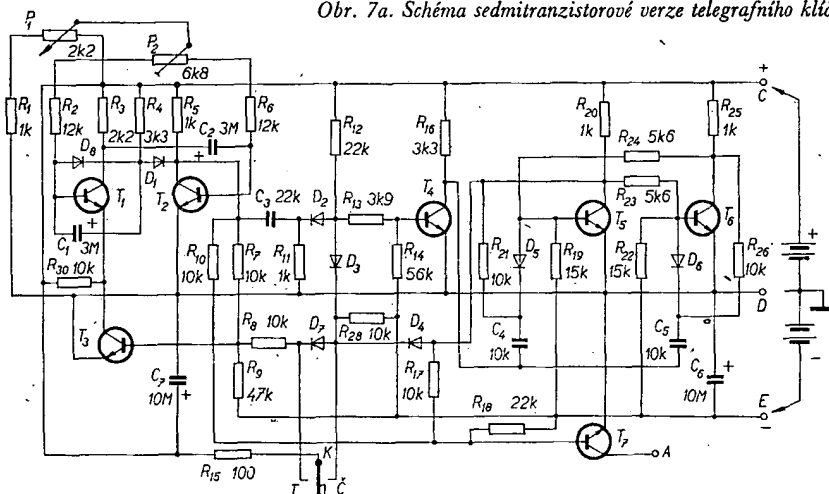 Obr. 7a. Schéma sedmitranzistorové verze telegrafního
P1
2k2
P2
6k8
R1
1k
R2
12k
R3
2k2
R4
3k3
R5
1k
R6
12k
C2 3M
D8
D1
T1
T2
C1 3M
R30 10k
R10
10k
R7
10k
C3 22k
R11
1k
D2
R12
22k
R13 3k9
D3
R14
56k
R16
3k3
T4
R28 10k
T3
R8 10k
D7
D4
R9
47k
R17
10k
C7
10M
R15 100
K
T
Č
R18 22k
R20
1k
R24 5k6
R23
5k6
R25
1k
T5
T6
R21
10k
D5
R19
15k
R22
15k
D6
R26
10k
C4
10k
C5
10k
C6
10M
T7
A
+
C
D
E
−
+
−